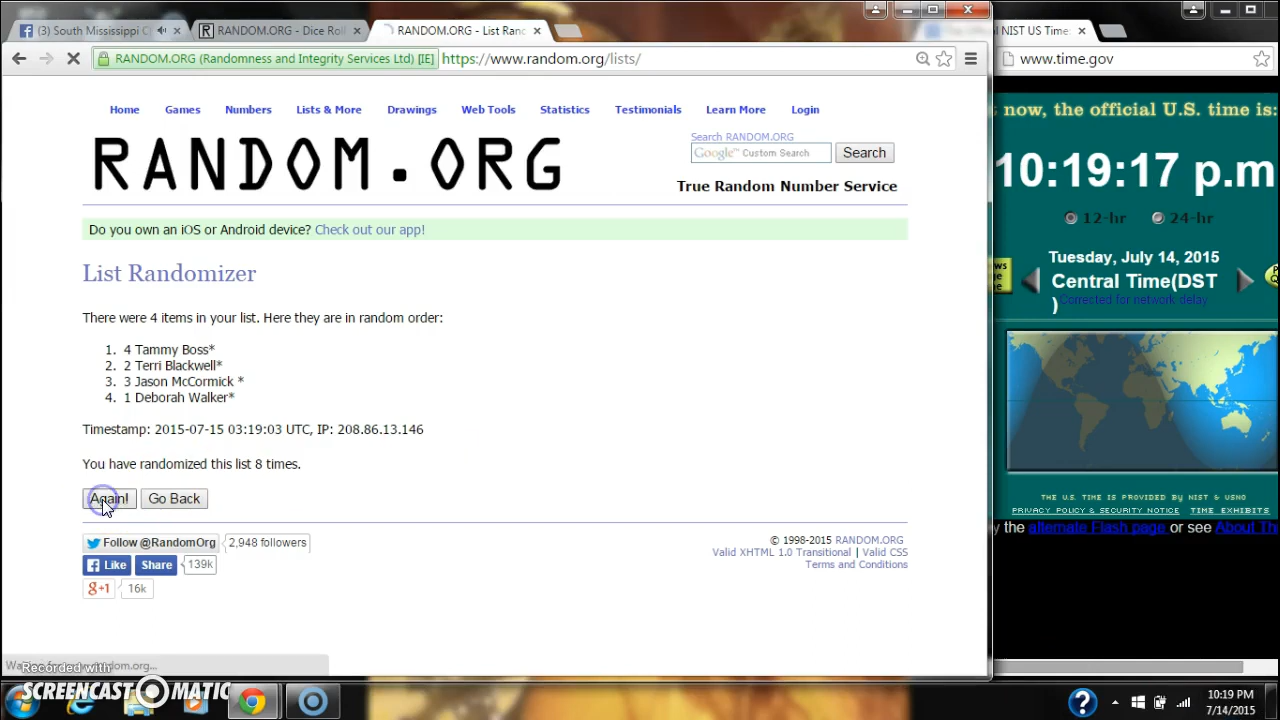 (3) South Mississippi C
RANDOM.ORG - Dice Roll
RANDOM.ORG - List Ran
NIST US Time
RANDOM.ORG (Randomness and Integrity Services Ltd) [IE]
https://www.random.org/lists/
www.time.gov
Home Games Numbers Lists & More Drawings Web Tools Statistics Testimonials Learn More Login
Search RANDOM.ORG
Google™ Custom Search
Search
RANDOM.ORG
True Random Number Service
Do you own an iOS or Android device? Check out our app!
List Randomizer
There were 4 items in your list. Here they are in random order:
1. 4 Tammy Boss*
2. 2 Terri Blackwell*
3. 3 Jason McCormick *
4. 1 Deborah Walker*
Timestamp: 2015-07-15 03:19:03 UTC, IP: 208.86.13.146
You have randomized this list 8 times.
Again! Go Back
Follow @RandomOrg 2,948 followers
Like Share 139k
g+1 16k
© 1998-2015 RANDOM.ORG
Valid XHTML 1.0 Transitional | Valid CSS
Terms and Conditions
now, the official U.S. time is:
10:19:17 p.m
12-hr 24-hr
Tuesday, July 14, 2015
Central Time(DST
)
Corrected for network delay
THE U.S. TIME IS PROVIDED BY NIST & USNO
PRIVACY POLICY & SECURITY NOTICE TIME EXHIBITS
the alternate Flash page or see About Th
Recorded with
SCREENCAST MATIC
10:19 PM
7/14/2015